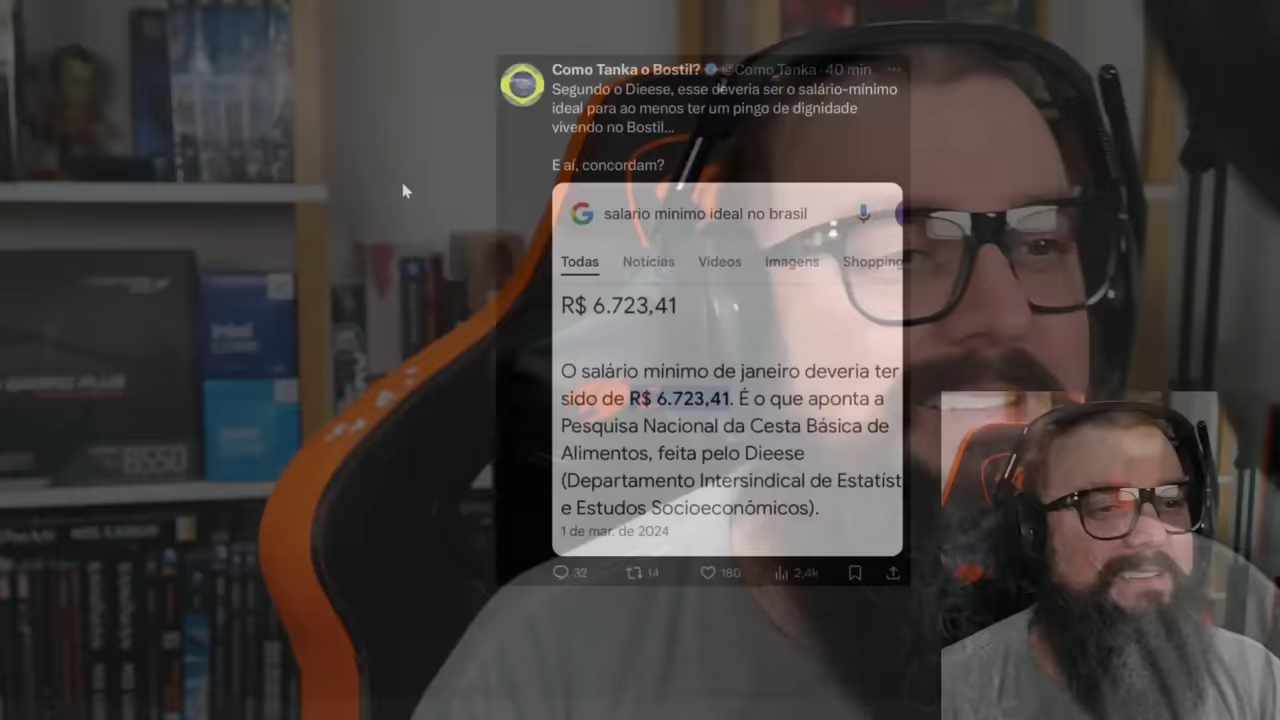 Como Tanka o Bostil? @Como_Tanka · 40 min
Segundo o Dieese, esse deveria ser o salário-mínimo
ideal para ao menos ter um pingo de dignidade
vivendo no Bostil...
E aí, concordam?
salario minimo ideal no brasil
Todas Notícias Vídeos Imagens Shopping
R$ 6.723,41
O salário mínimo de janeiro deveria ter
sido de R$ 6.723,41. É o que aponta a
Pesquisa Nacional da Cesta Básica de
Alimentos, feita pelo Dieese
(Departamento Intersindical de Estatíst
e Estudos Socioeconômicos).
1 de mar. de 2024
32 14 180 2,4k
intel
B550